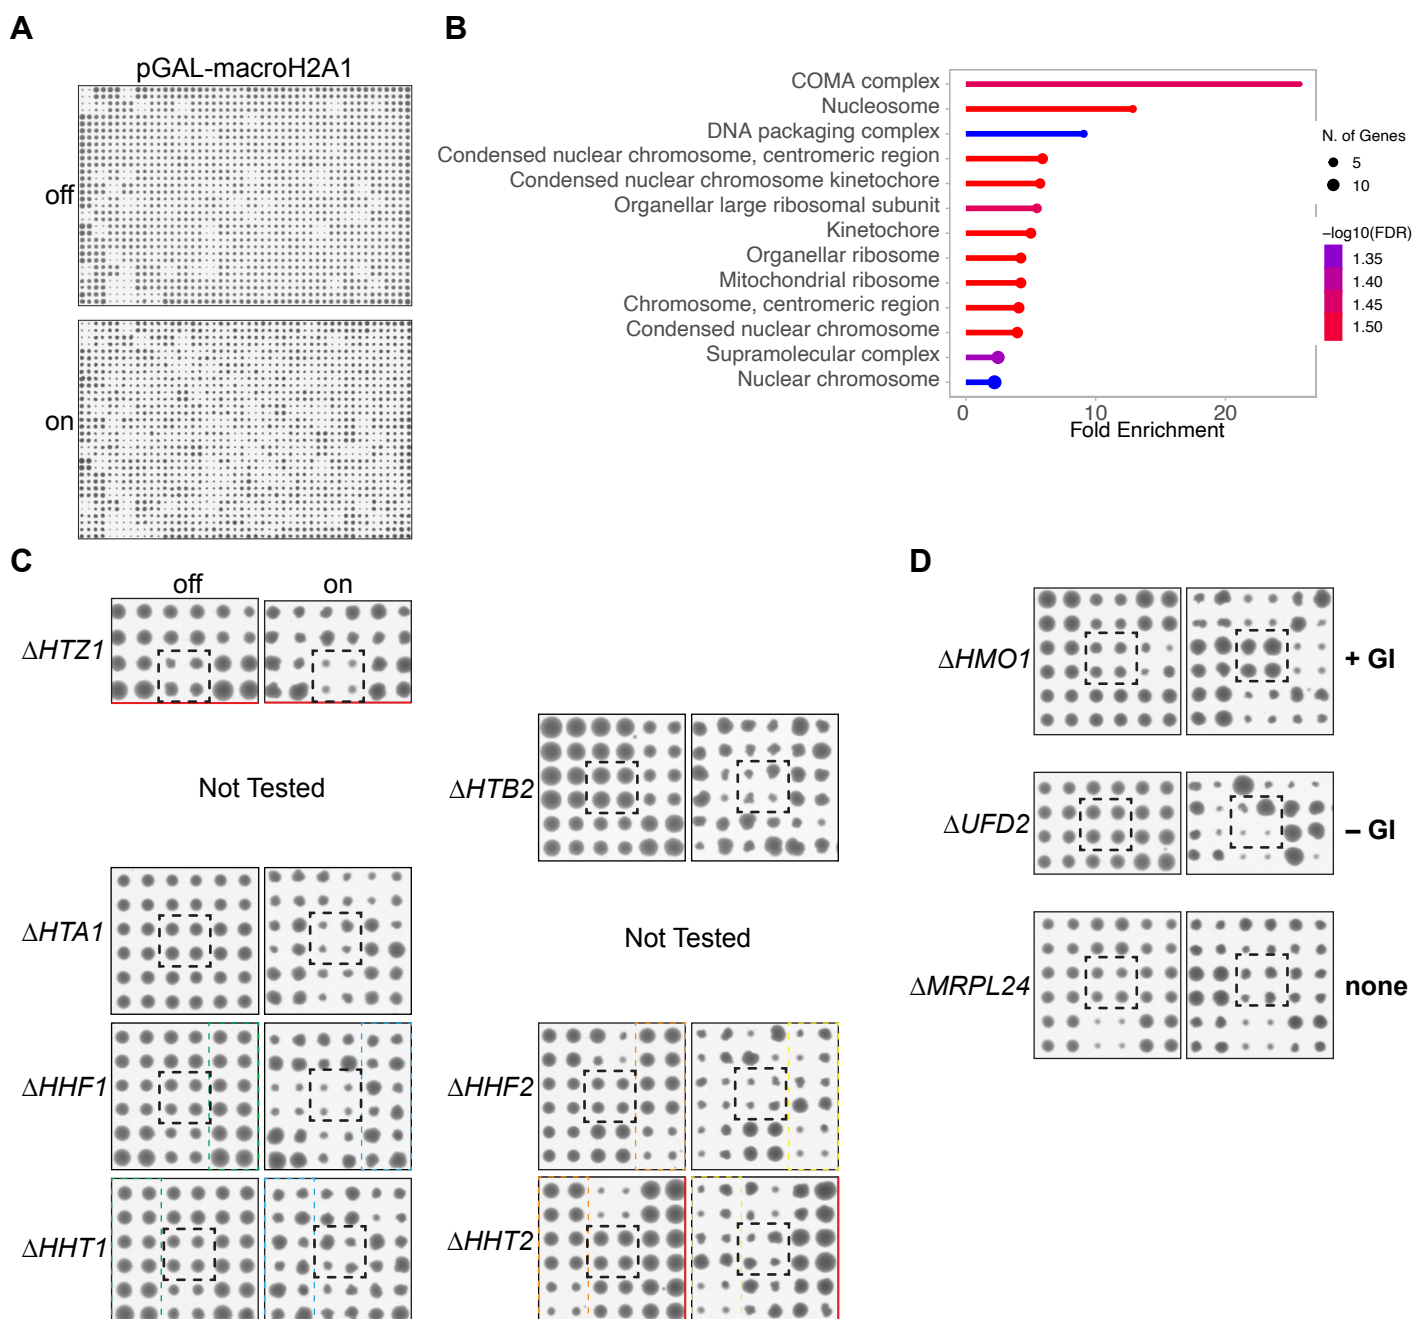 A
pGAL-macroH2A1
off
on
B
COMA complex
Nucleosome
DNA packaging complex
Condensed nuclear chromosome, centromeric region
Condensed nuclear chromosome kinetochore
Organellar large ribosomal subunit
Kinetochore
Organellar ribosome
Mitochondrial ribosome
Chromosome, centromeric region
Condensed nuclear chromosome
Supramolecular complex
Nuclear chromosome
0 10 20
Fold Enrichment
N. of Genes
5
10
−log10(FDR)
1.35
1.40
1.45
1.50
C
off on
ΔHTZ1
Not Tested
ΔHTB2
ΔHTA1
Not Tested
ΔHHF1
ΔHHF2
ΔHHT1
ΔHHT2
D
ΔHMO1
+ GI
ΔUFD2
– GI
ΔMRPL24
none